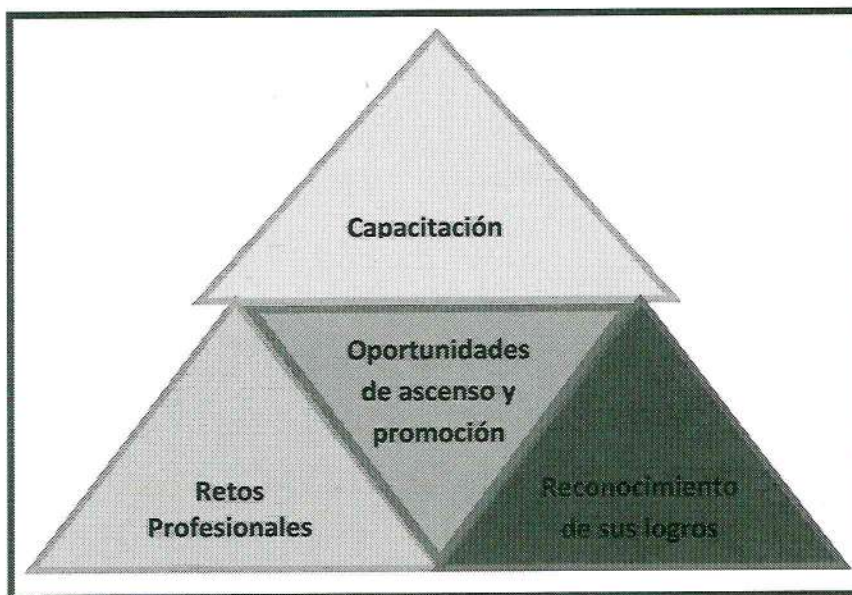 Capacitación
Oportunidades
de ascenso y
promoción
Retos
Profesionales
Reconocimiento
de sus logros